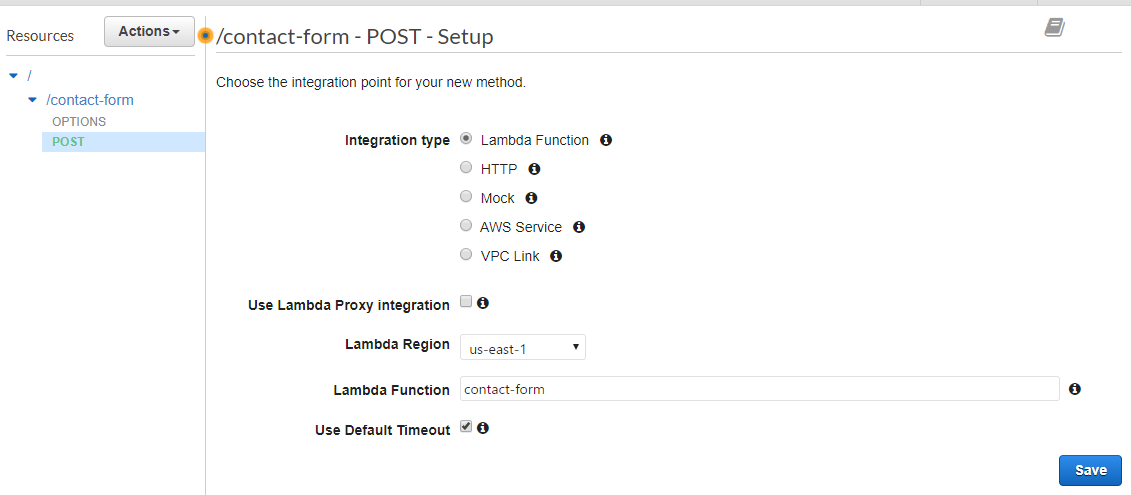 Resources
Actions
/contact-form - POST - Setup
/
/contact-form
OPTIONS
POST
Choose the integration point for your new method.
Integration type
Lambda Function
HTTP
Mock
AWS Service
VPC Link
Use Lambda Proxy integration
Lambda Region us-east-1
Lambda Function contact-form
Use Default Timeout
Save